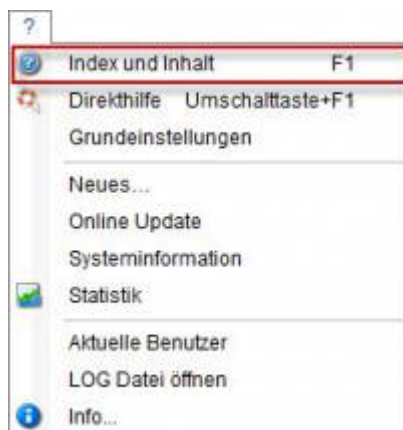 ?
Index und Inhalt F1
Direkthilfe Umschalttaste+F1
Grundeinstellungen
Neues...
Online Update
Systeminformation
Statistik
Aktuelle Benutzer
LOG Datei öffnen
Info...